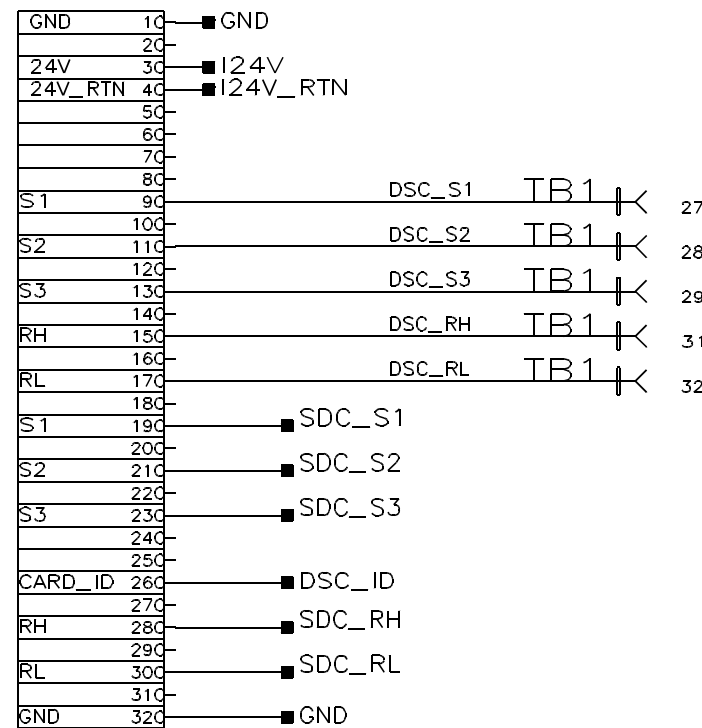 GND 1 GND
2
24V 3 I24V
24V_RTN 4 I24V_RTN
5
6
7
8
S1 9 DSC_S1 TB1 27
10
S2 11 DSC_S2 TB1 28
12
S3 13 DSC_S3 TB1 29
14
RH 15 DSC_RH TB1 31
16
RL 17 DSC_RL TB1 32
18
S1 19 SDC_S1
20
S2 21 SDC_S2
22
S3 23 SDC_S3
24
25
CARD_ID 26 DSC_ID
27
RH 28 SDC_RH
29
RL 30 SDC_RL
31
GND 32 GND